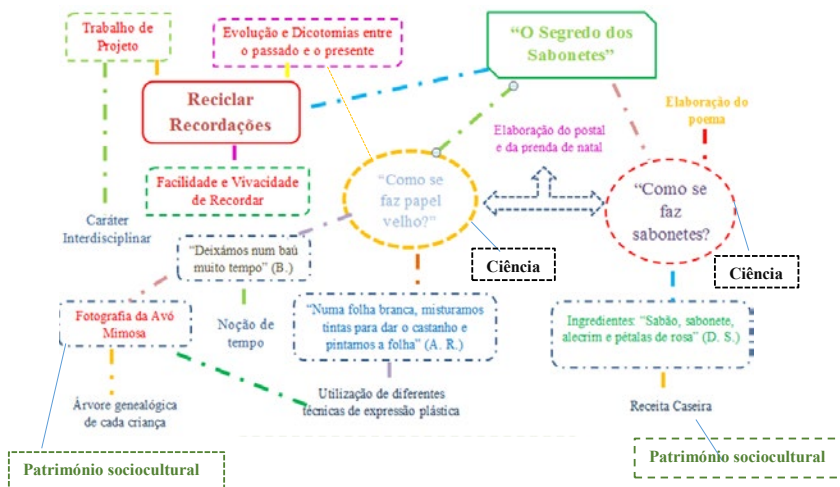 Trabalho de
Projeto
Evolução e Dicotomias entre
o passado e o presente
“O Segredo dos
Sabonetes”
Reciclar
Recordações
Elaboração do
poema
Elaboração do postal
e da prenda de natal
Facilidade e Vivacidade
de Recordar
“Como se
faz papel
velho?”
“Como se
faz
sabonetes?
Caráter
Interdisciplinar
“Deixámos num baú
muito tempo” (B.)
Ciência
Ciência
Fotografia da Avó
Mimosa
Noção de
tempo
“Numa folha branca, misturamos
tintas para dar o castanho e
pintamos a folha” (A. R.)
Ingredientes: “Sabão, sabonete,
alecrim e pétalas de rosa” (D. S.)
Árvore genealógica
de cada criança
Utilização de diferentes
técnicas de expressão plástica
Receita Caseira
Património sociocultural
Património sociocultural